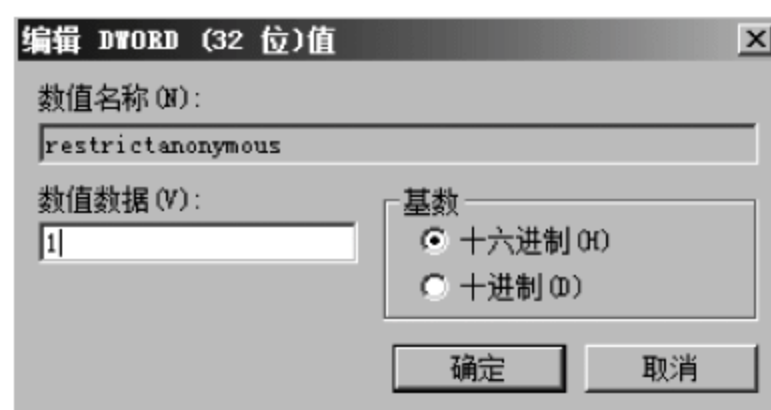 编辑 DWORD (32 位)值
数值名称(N):
restrictanonymous
数值数据(V):
1
基数
十六进制(H)
十进制(D)
确定
取消